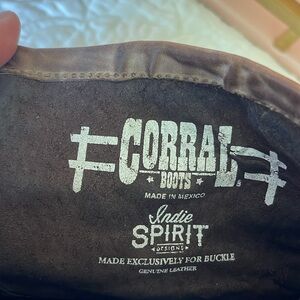 CORRAL
BOOTS
MADE IN MEXICO
Indie
SPIRIT
DESIGNS
MADE EXCLUSIVELY FOR BUCKLE
GENUINE LEATHER